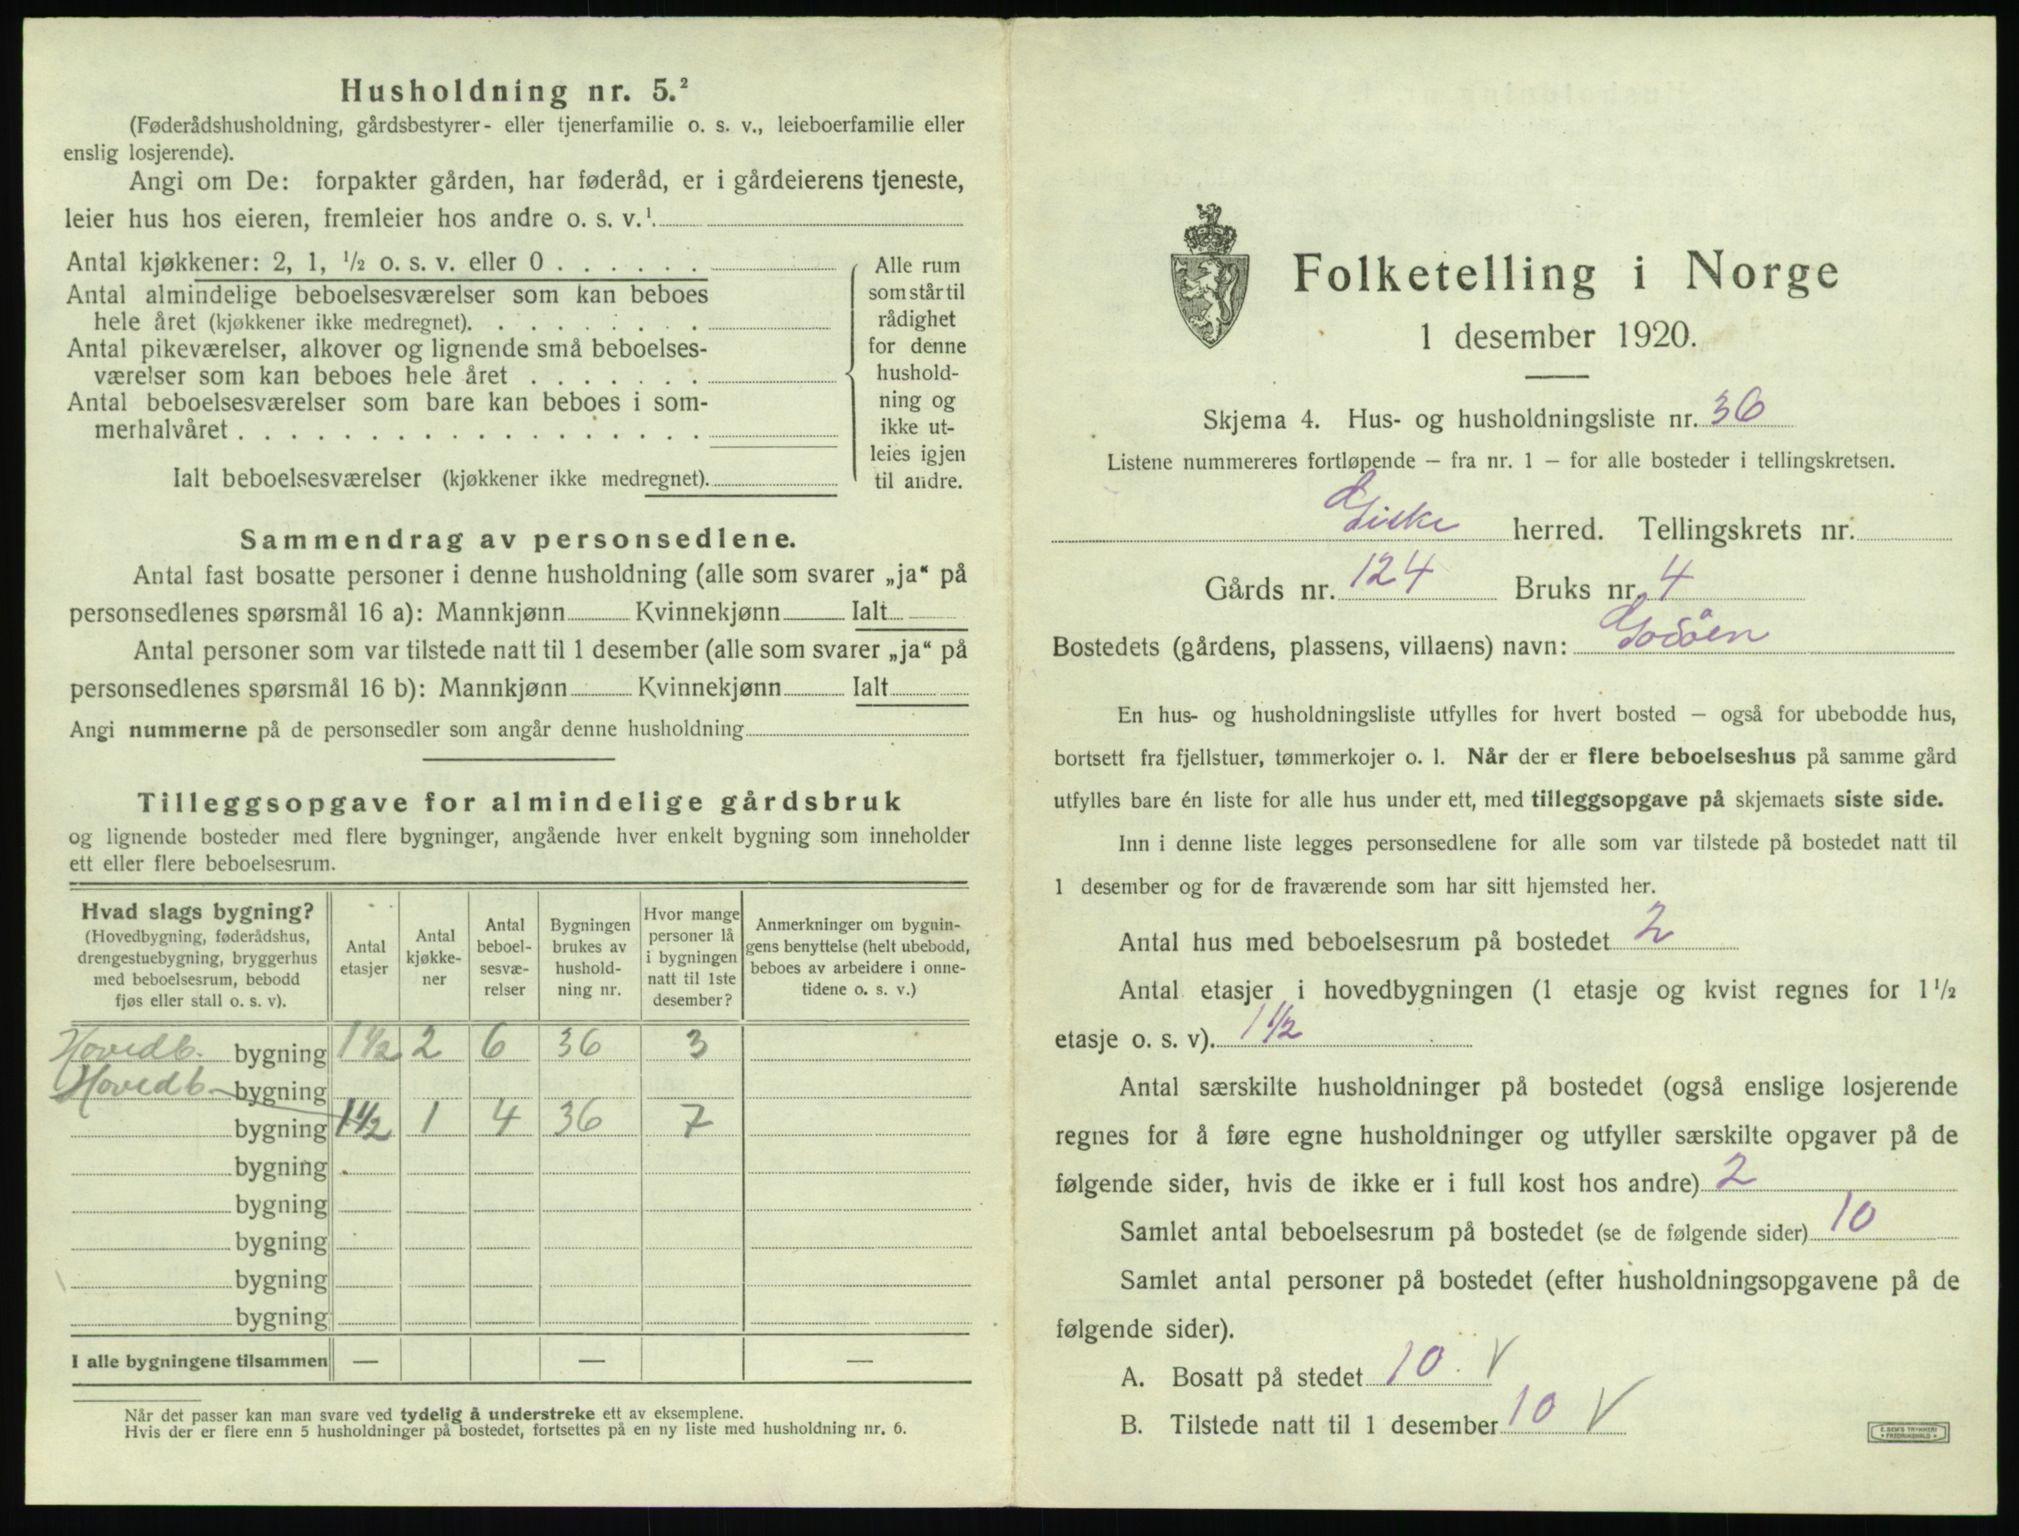 Husholdning nr. 5.²
(Føderådshusholdning, gårdsbestyrer- eller tjenerfamilie o. s. v., leieboerfamilie eller
enslig losjerende).
Angi om De: forpakter gården, har føderåd, er i gårdeierens tjeneste,
leier hus hos eieren, fremleier hos andre o. s. v.¹
Antal kjøkkener: 2, 1, ½ o. s. v. eller 0 . . . . . .
Antal almindelige beboelsesværelser som kan beboes
hele året (kjøkkener ikke medregnet). . . . . . . . .
Antal pikeværelser, alkover og lignende små beboelses-
værelser som kan beboes hele året . . . . . . .
Antal beboelsesværelser som bare kan beboes i som-
merhalvåret . . . . . . . . . . . . . . . . . .
Ialt beboelsesværelser (kjøkkener ikke medregnet).
Alle rum
som står til
rådighet
for denne
hushold-
ning og
ikke ut-
leies igjen
til andre.
Sammendrag av personsedlene.
Antal fast bosatte personer i denne husholdning (alle som svarer „ja“ på
personsedlenes spørsmål 16 a): Mannkjønn Kvinnekjønn Ialt
Antal personer som var tilstede natt til 1 desember (alle som svarer „ja“ på
personsedlenes spørsmål 16 b): Mannkjønn Kvinnekjønn Ialt
Angi nummerne på de personsedler som angår denne husholdning
Tilleggsopgave for almindelige gårdsbruk
og lignende bosteder med flere bygninger, angående hver enkelt bygning som inneholder
ett eller flere beboelsesrum.
Hvad slags bygning?
(Hovedbygning, føderådshus,
drengestuebygning, bryggerhus
med beboelsesrum, bebodd
fjøs eller stall o. s. v).
Antal
etasjer
Antal
kjøkke-
ner
Antal
beboel-
sesvæ-
relser
Bygningen
brukes av
hushold-
ning nr.
Hvor mange
personer lå
i bygningen
natt til 1ste
desember?
Anmerkninger om bygnin-
gens benyttelse (helt ubebodd,
beboes av arbeidere i onne-
tidene o. s. v.)
Hovedb. bygning 1½ 2 6 36 3
Hovedb. bygning
bygning 1½ 1 4 36 7
bygning
bygning
bygning
bygning
bygning
I alle bygningene tilsammen — — —
Når det passer kan man svare ved tydelig å understreke ett av eksemplene.
Hvis der er flere enn 5 husholdninger på bostedet, fortsettes på en ny liste med husholdning nr. 6.
Folketelling i Norge
1 desember 1920.
Skjema 4. Hus- og husholdningsliste nr. 36
Listene nummereres fortløpende – fra nr. 1 – for alle bosteder i tellingskretsen.
Giske herred. Tellingskrets nr.
Gårds nr. 124 Bruks nr. 4
Bostedets (gårdens, plassens, villaens) navn: Godøen
En hus- og husholdningsliste utfylles for hvert bosted – også for ubebodde hus,
bortsett fra fjellstuer, tømmerkojer o. l. Når der er flere beboelseshus på samme gård
utfylles bare én liste for alle hus under ett, med tilleggsopgave på skjemaets siste side.
Inn i denne liste legges personsedlene for alle som var tilstede på bostedet natt til
1 desember og for de fraværende som har sitt hjemsted her.
Antal hus med beboelsesrum på bostedet 2
Antal etasjer i hovedbygningen (1 etasje og kvist regnes for 1½
etasje o. s. v). 1½
Antal særskilte husholdninger på bostedet (også enslige losjerende
regnes for å føre egne husholdninger og utfyller særskilte opgaver på de
følgende sider, hvis de ikke er i full kost hos andre) 2
Samlet antal beboelsesrum på bostedet (se de følgende sider) 10
Samlet antal personer på bostedet (efter husholdningsopgavene på de
følgende sider).
A. Bosatt på stedet 10 V
B. Tilstede natt til 1 desember 10 V
E. SEM'S TRYKKERI
FREDRIKSHALD